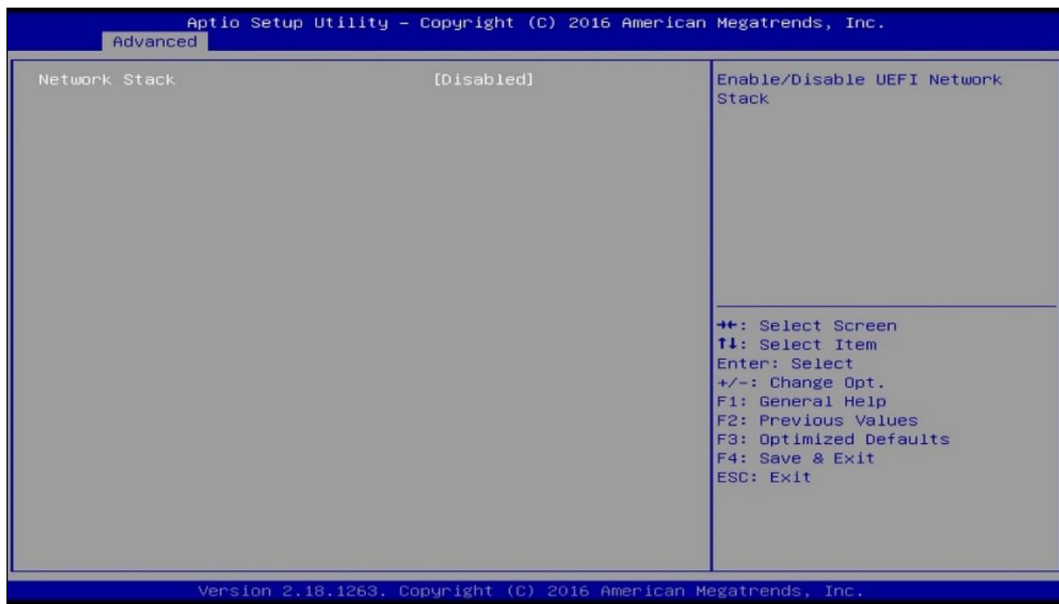 Aptio Setup Utility – Copyright (C) 2016 American Megatrends, Inc.
Advanced
Network Stack [Disabled]
Enable/Disable UEFI Network
Stack
→←: Select Screen
↑↓: Select Item
Enter: Select
+/-: Change Opt.
F1: General Help
F2: Previous Values
F3: Optimized Defaults
F4: Save & Exit
ESC: Exit
Version 2.18.1263. Copyright (C) 2016 American Megatrends, Inc.